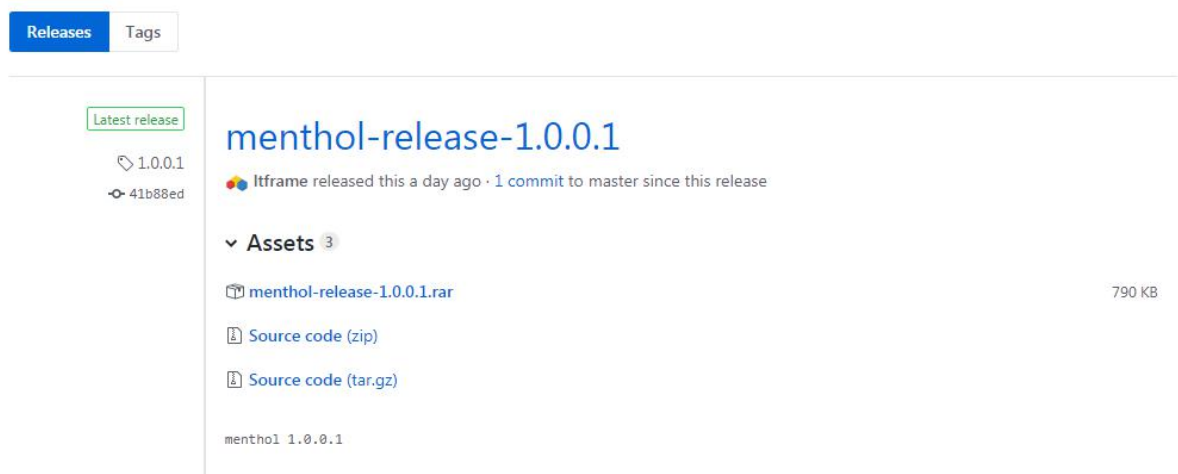 Releases Tags
Latest release
1.0.0.1
41b88ed
menthol-release-1.0.0.1
ltframe released this a day ago · 1 commit to master since this release
Assets 3
menthol-release-1.0.0.1.rar 790 KB
Source code (zip)
Source code (tar.gz)
menthol 1.0.0.1